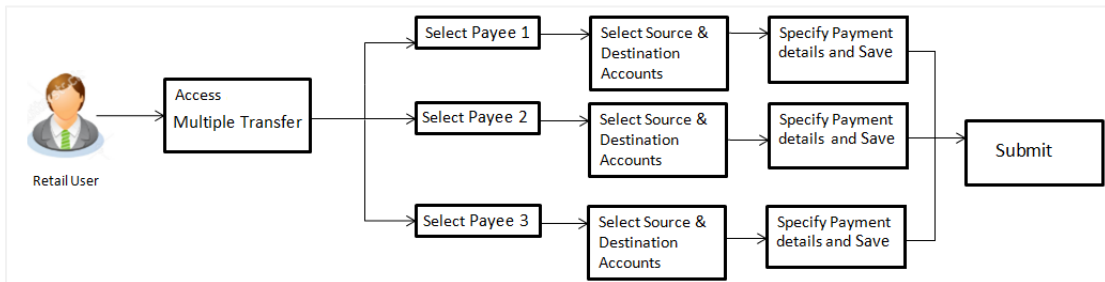 Retail User
Access
Multiple Transfer
Select Payee 1
Select Source &
Destination
Accounts
Specify Payment
details and Save
Select Payee 2
Select Source &
Destination
Accounts
Specify Payment
details and Save
Select Payee 3
Select Source &
Destination
Accounts
Specify Payment
details and Save
Submit